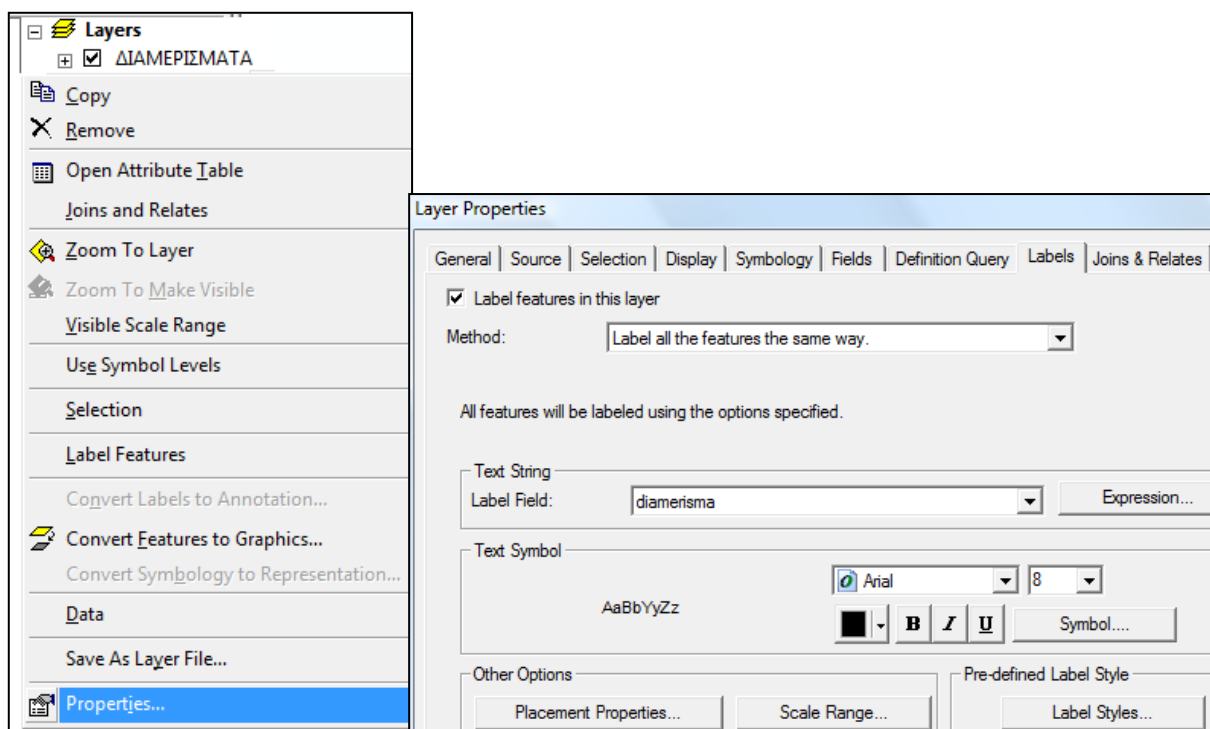 Layers
ΔΙΑΜΕΡΙΣΜΑΤΑ
Copy
Remove
Open Attribute Table
Joins and Relates
Zoom To Layer
Zoom To Make Visible
Visible Scale Range
Use Symbol Levels
Selection
Label Features
Convert Labels to Annotation...
Convert Features to Graphics...
Convert Symbology to Representation...
Data
Save As Layer File...
Properties...
Layer Properties
General Source Selection Display Symbology Fields Definition Query Labels Joins & Relates
Label features in this layer
Method: Label all the features the same way.
All features will be labeled using the options specified.
Text String
Label Field: diamerisma Expression...
Text Symbol
AaBbYyZz
Arial 8
B I U Symbol....
Other Options
Placement Properties... Scale Range...
Pre-defined Label Style
Label Styles...